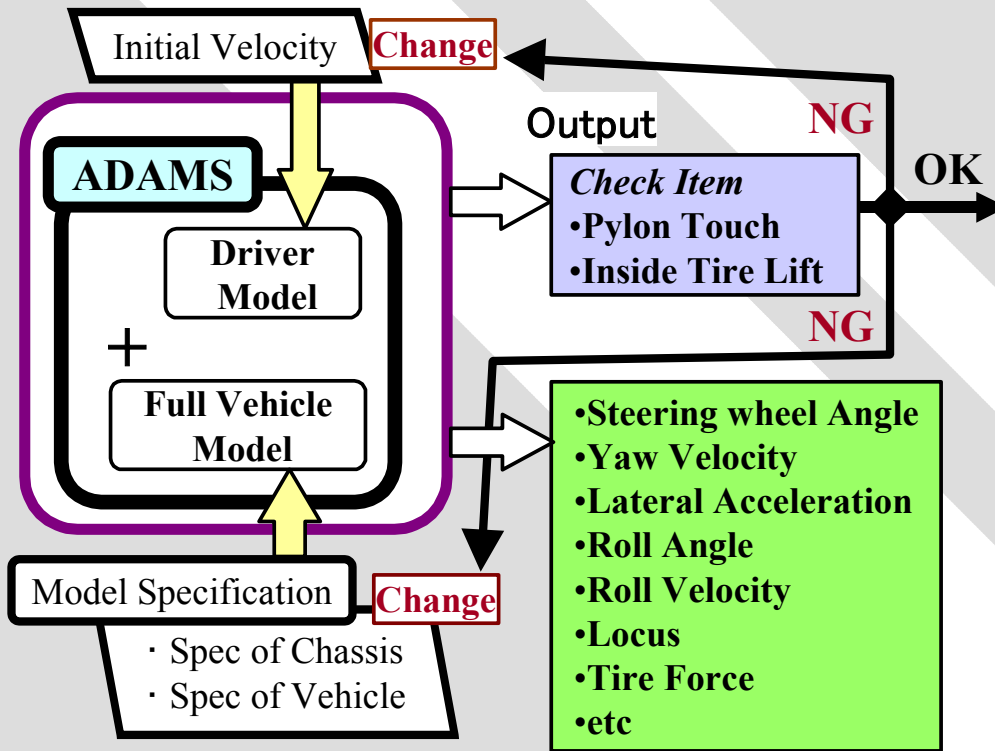 Initial Velocity
Change
NG
Output
OK
ADAMS
Check Item
•Pylon Touch
•Inside Tire Lift
Driver
Model
+
NG
Full Vehicle
Model
•Steering wheel Angle
•Yaw Velocity
•Lateral Acceleration
•Roll Angle
•Roll Velocity
•Locus
•Tire Force
•etc
Model Specification
Change
・Spec of Chassis
・Spec of Vehicle